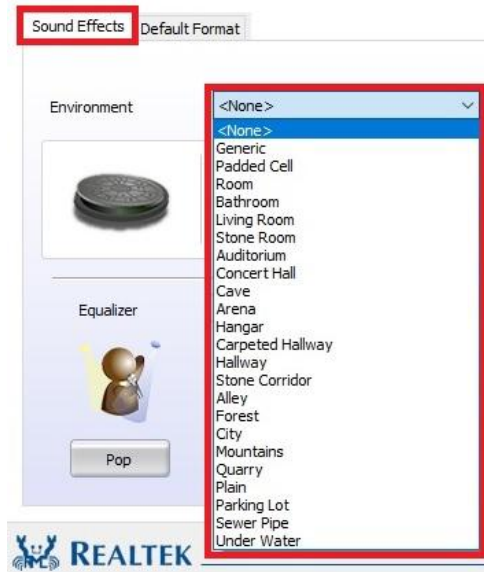 Sound Effects Default Format
Environment <None>
<None>
Generic
Padded Cell
Room
Bathroom
Living Room
Stone Room
Auditorium
Concert Hall
Cave
Arena
Hangar
Carpeted Hallway
Hallway
Stone Corridor
Alley
Forest
City
Mountains
Quarry
Plain
Parking Lot
Sewer Pipe
Under Water
Equalizer
Pop
REALTEK